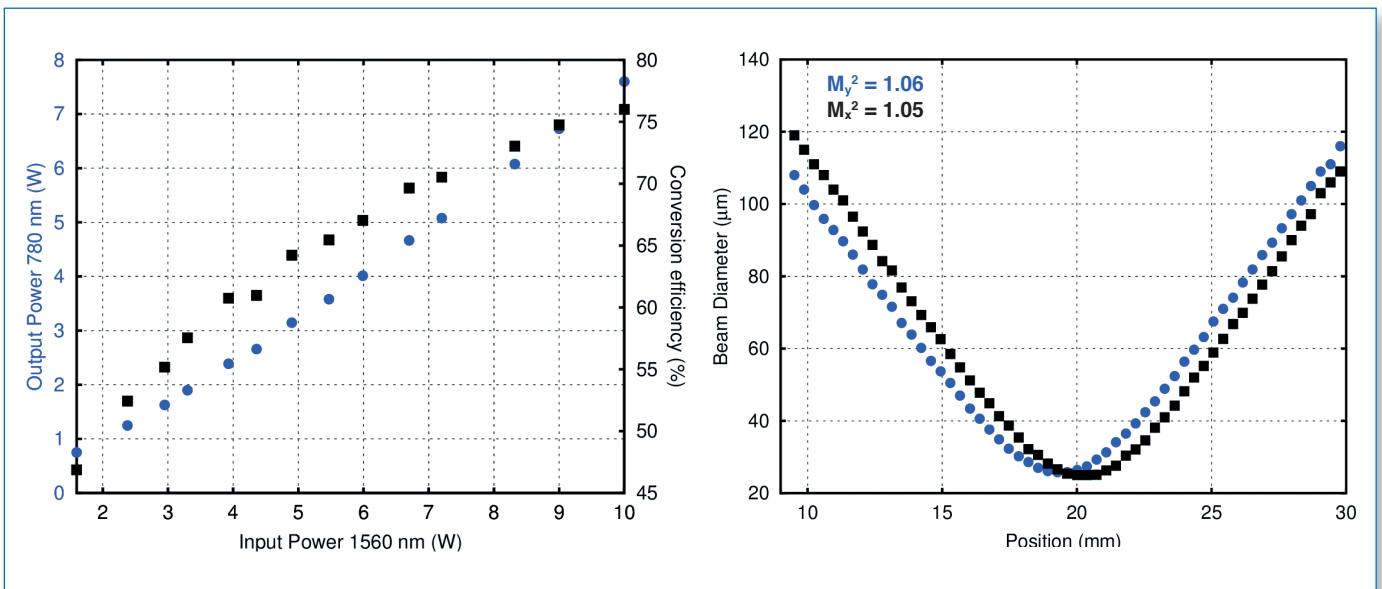 8
7
6
5
4
3
2
1
0
Output Power 780 nm (W)
80
75
70
65
60
55
50
45
Conversion efficiency (%)
2 3 4 5 6 7 8 9 10
Input Power 1560 nm (W)
140
120
100
80
60
40
20
Beam Diameter (μm)
My² = 1.06
Mx² = 1.05
10 15 20 25 30
Position (mm)